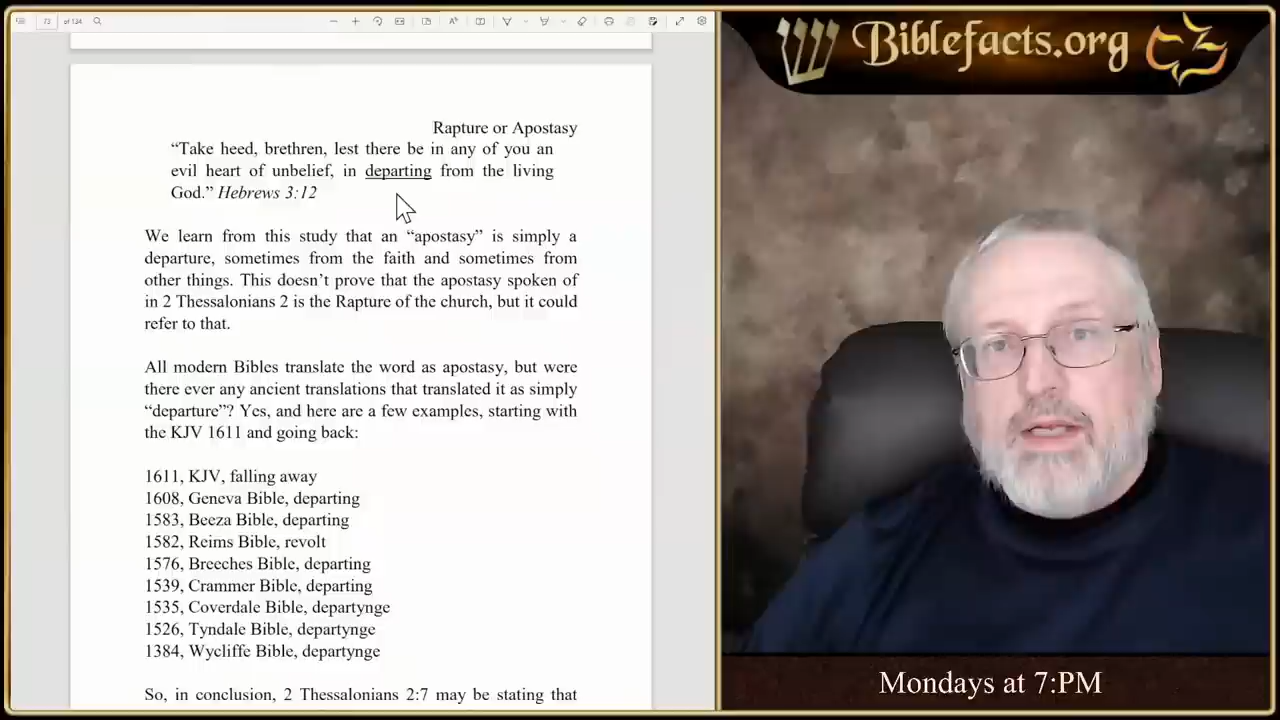 73 of 134
Biblefacts.org
Rapture or Apostasy
“Take heed, brethren, lest there be in any of you an
evil heart of unbelief, in departing from the living
God.” Hebrews 3:12
We learn from this study that an “apostasy” is simply a
departure, sometimes from the faith and sometimes from
other things. This doesn’t prove that the apostasy spoken of
in 2 Thessalonians 2 is the Rapture of the church, but it could
refer to that.
All modern Bibles translate the word as apostasy, but were
there ever any ancient translations that translated it as simply
“departure”? Yes, and here are a few examples, starting with
the KJV 1611 and going back:
1611, KJV, falling away
1608, Geneva Bible, departing
1583, Beeza Bible, departing
1582, Reims Bible, revolt
1576, Breeches Bible, departing
1539, Crammer Bible, departing
1535, Coverdale Bible, departynge
1526, Tyndale Bible, departynge
1384, Wycliffe Bible, departynge
So, in conclusion, 2 Thessalonians 2:7 may be stating that
Mondays at 7:PM